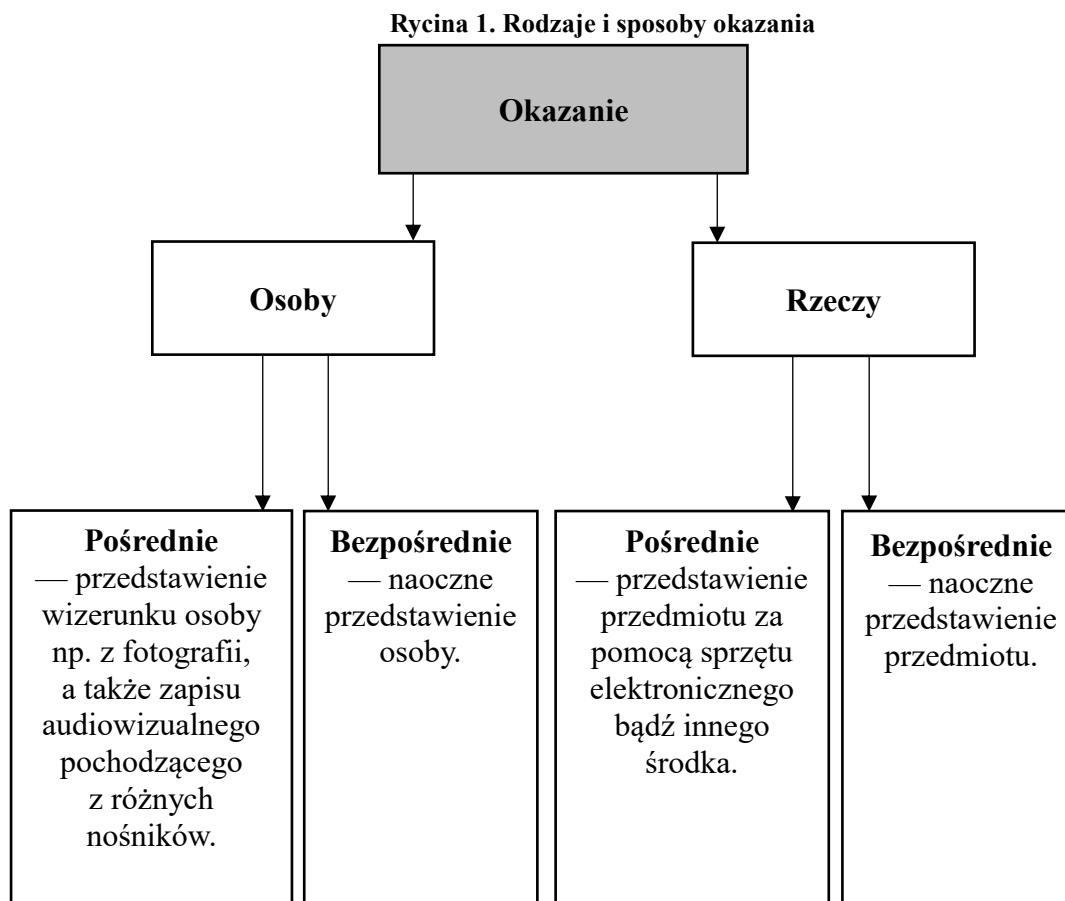 Rycina 1. Rodzaje i sposoby okazania
Okazanie
Osoby
Rzeczy
Pośrednie
— przedstawienie
wizerunku osoby
np. z fotografii,
a także zapisu
audiowizualnego
pochodzącego
z różnych
nośników.
Bezpośrednie
— naoczne
przedstawienie
osoby.
Pośrednie
— przedstawienie
przedmiotu za
pomocą sprzętu
elektronicznego
bądź innego
środka.
Bezpośrednie
— naoczne
przedstawienie
przedmiotu.